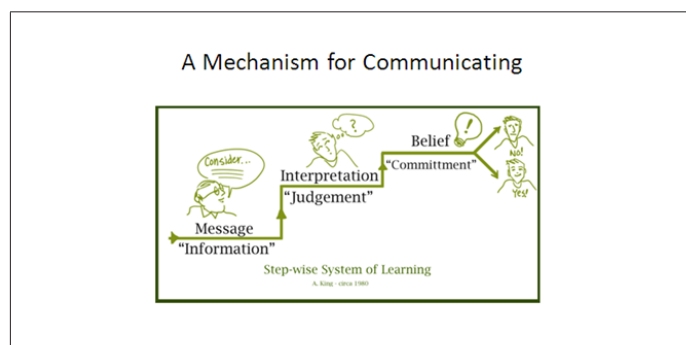 A Mechanism for Communicating
Consider...
Message
"Information"
?
Interpretation
"Judgement"
Belief
"Committment"
!
No!
Yes!
Step-wise System of Learning
A. King - circa 1980